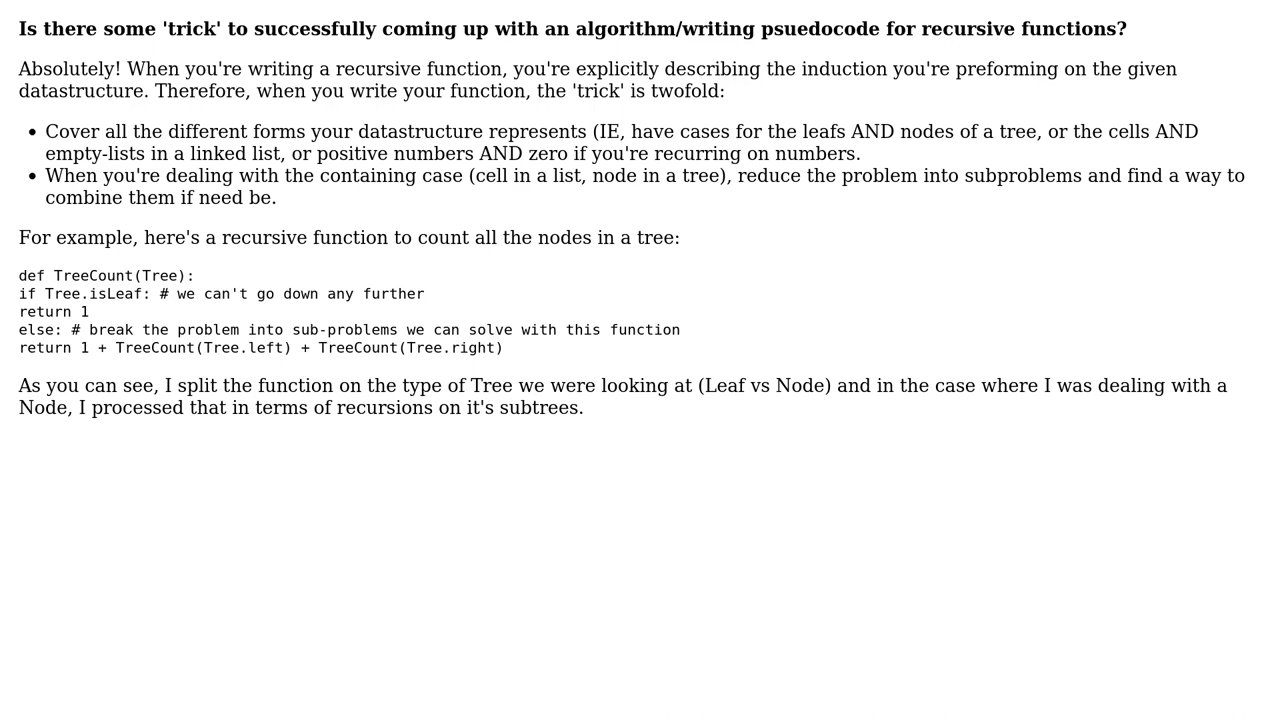 Is there some 'trick' to successfully coming up with an algorithm/writing psuedocode for recursive functions?
Absolutely! When you're writing a recursive function, you're explicitly describing the induction you're preforming on the given
datastructure. Therefore, when you write your function, the 'trick' is twofold:
• Cover all the different forms your datastructure represents (IE, have cases for the leafs AND nodes of a tree, or the cells AND
empty-lists in a linked list, or positive numbers AND zero if you're recurring on numbers.
• When you're dealing with the containing case (cell in a list, node in a tree), reduce the problem into subproblems and find a way to
combine them if need be.
For example, here's a recursive function to count all the nodes in a tree:
def TreeCount(Tree):
if Tree.isLeaf: # we can't go down any further
return 1
else: # break the problem into sub-problems we can solve with this function
return 1 + TreeCount(Tree.left) + TreeCount(Tree.right)
As you can see, I split the function on the type of Tree we were looking at (Leaf vs Node) and in the case where I was dealing with a
Node, I processed that in terms of recursions on it's subtrees.